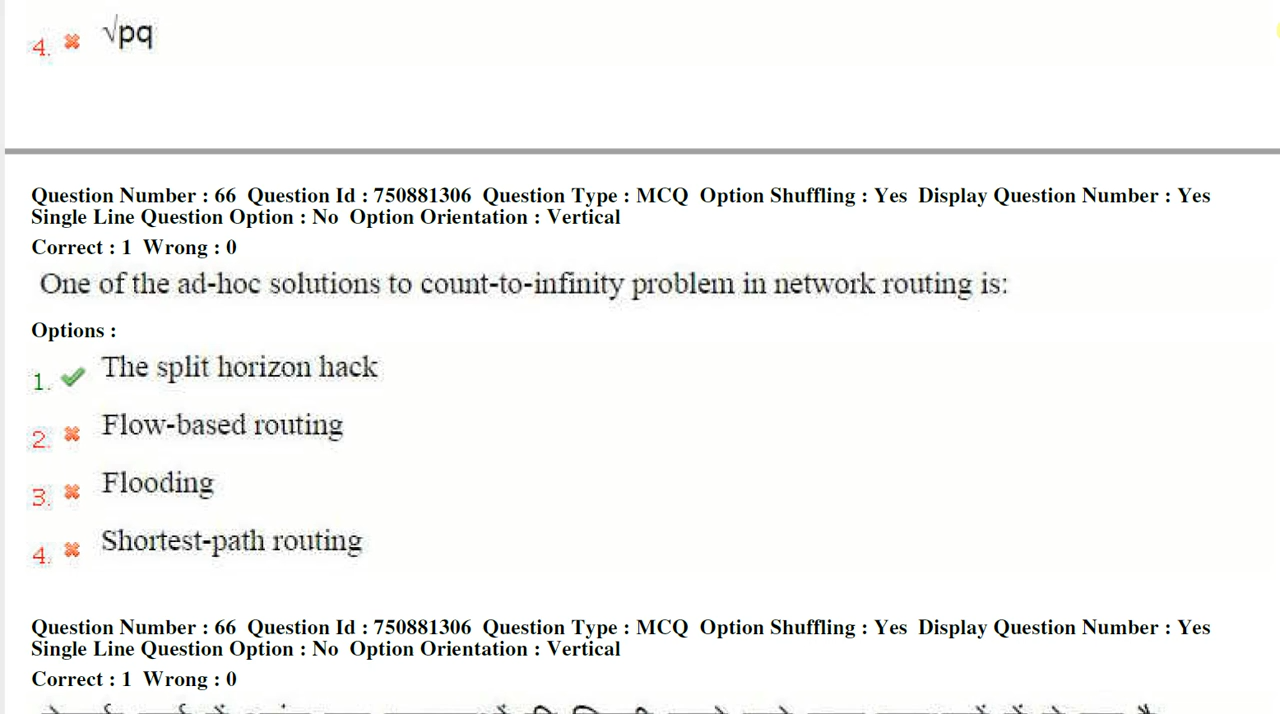 4. √pq
Question Number : 66 Question Id : 750881306 Question Type : MCQ Option Shuffling : Yes Display Question Number : Yes
Single Line Question Option : No Option Orientation : Vertical
Correct : 1 Wrong : 0
One of the ad-hoc solutions to count-to-infinity problem in network routing is:
Options :
1. The split horizon hack
2. Flow-based routing
3. Flooding
4. Shortest-path routing
Question Number : 66 Question Id : 750881306 Question Type : MCQ Option Shuffling : Yes Display Question Number : Yes
Single Line Question Option : No Option Orientation : Vertical
Correct : 1 Wrong : 0